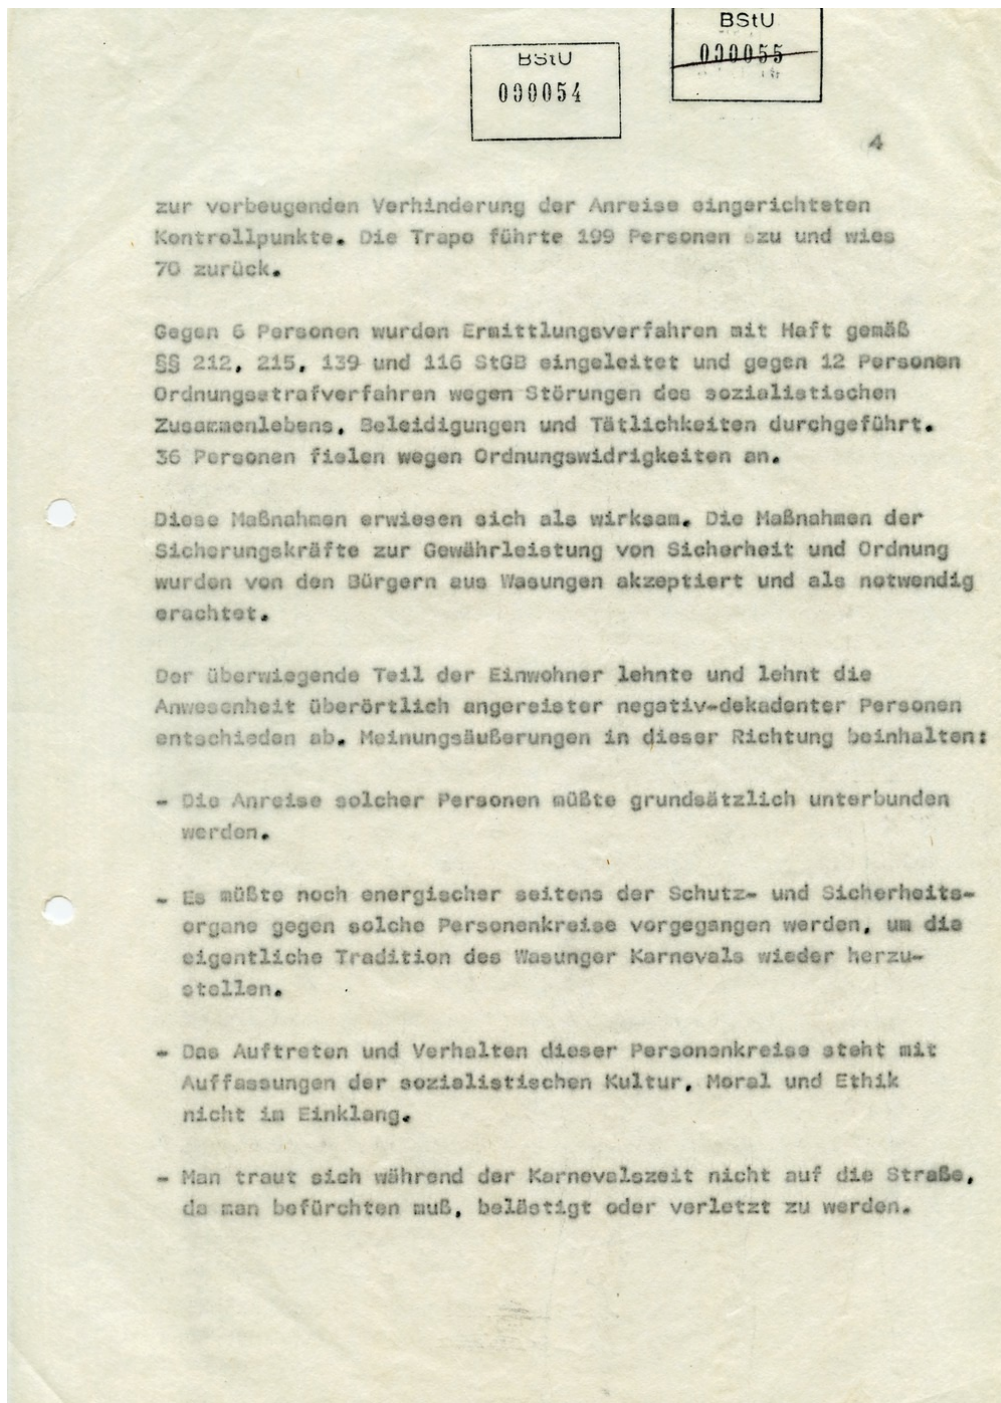 BStU
000055
BStU
000054
4
zur vorbeugenden Verhinderung der Anreise eingerichteten
Kontrollpunkte. Die Trapo führte 199 Personen zu und wies
70 zurück.
Gegen 6 Personen wurden Ermittlungsverfahren mit Haft gemäß
§§ 212, 215, 139 und 116 StGB eingeleitet und gegen 12 Personen
Ordnungsstrafverfahren wegen Störungen des sozialistischen
Zusammenlebens, Beleidigungen und Tätlichkeiten durchgeführt.
36 Personen fielen wegen Ordnungswidrigkeiten an.
Diese Maßnahmen erwiesen sich als wirksam. Die Maßnahmen der
Sicherungskräfte zur Gewährleistung von Sicherheit und Ordnung
wurden von den Bürgern aus Wasungen akzeptiert und als notwendig
erachtet.
Der überwiegende Teil der Einwohner lehnte und lehnt die
Anwesenheit überörtlich angereister negativ-dekadenter Personen
entschieden ab. Meinungsäußerungen in dieser Richtung beinhalten:
- Die Anreise solcher Personen müßte grundsätzlich unterbunden
werden.
- Es müßte noch energischer seitens der Schutz- und Sicherheits-
organe gegen solche Personenkreise vorgegangen werden, um die
eigentliche Tradition des Wasunger Karnevals wieder herzu-
stellen.
- Das Auftreten und Verhalten dieser Personenkreise steht mit
Auffassungen der sozialistischen Kultur, Moral und Ethik
nicht im Einklang.
- Man traut sich während der Karnevalszeit nicht auf die Straße,
da man befürchten muß, belästigt oder verletzt zu werden.